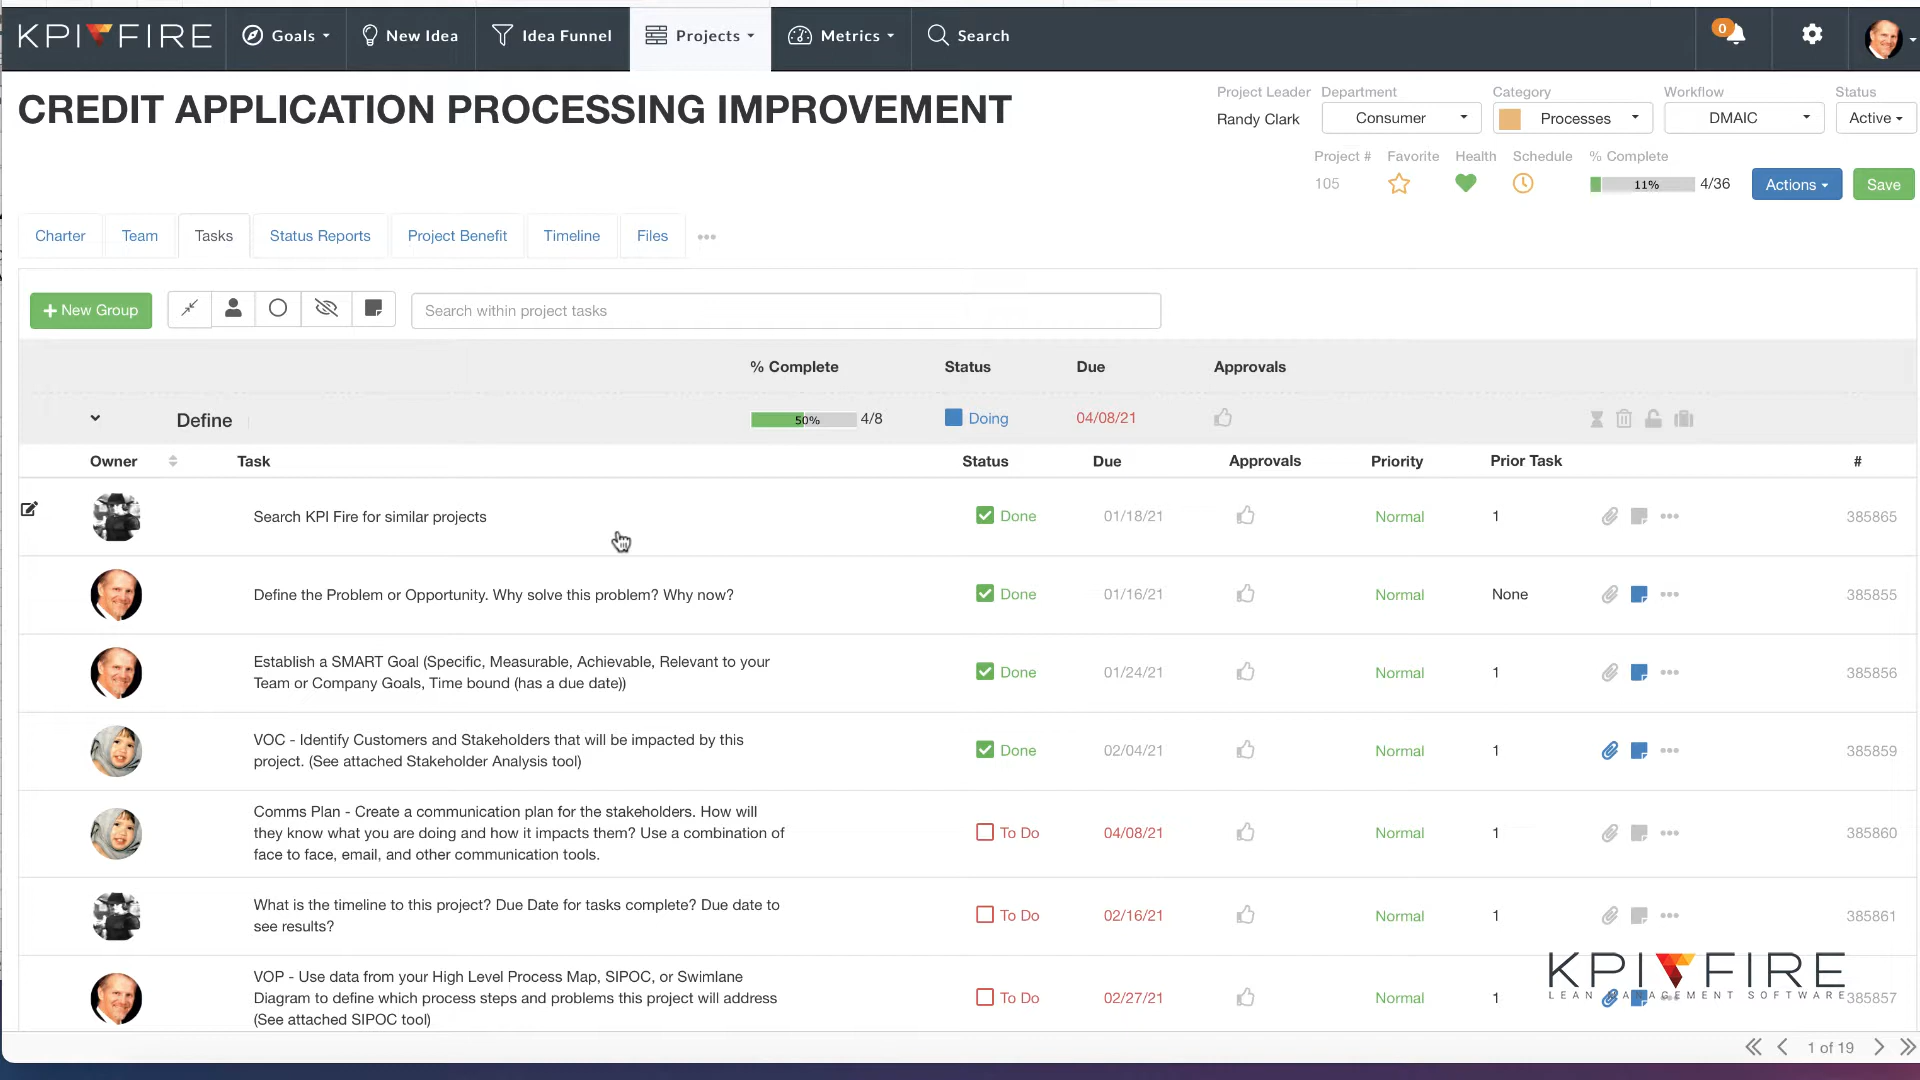 KPI FIRE
Goals
New Idea
Idea Funnel
Projects
Metrics
Search
0
CREDIT APPLICATION PROCESSING IMPROVEMENT
Project Leader
Department
Category
Workflow
Status
Randy Clark
Consumer
Processes
DMAIC
Active
Project #
Favorite
Health
Schedule
% Complete
105
11%
4/36
Actions
Save
Charter
Team
Tasks
Status Reports
Project Benefit
Timeline
Files
New Group
Search within project tasks
% Complete
Status
Due
Approvals
Define
50%
4/8
Doing
04/08/21
Owner
Task
Status
Due
Approvals
Priority
Prior Task
#
Search KPI Fire for similar projects
Done
01/18/21
Normal
1
385865
Define the Problem or Opportunity. Why solve this problem? Why now?
Done
01/16/21
Normal
None
385855
Establish a SMART Goal (Specific, Measurable, Achievable, Relevant to your
Team or Company Goals, Time bound (has a due date))
Done
01/24/21
Normal
1
385856
VOC - Identify Customers and Stakeholders that will be impacted by this
project. (See attached Stakeholder Analysis tool)
Done
02/04/21
Normal
1
385859
Comms Plan - Create a communication plan for the stakeholders. How will
they know what you are doing and how it impacts them? Use a combination of
face to face, email, and other communication tools.
To Do
04/08/21
Normal
1
385860
What is the timeline to this project? Due Date for tasks complete? Due date to
see results?
To Do
02/16/21
Normal
1
385861
VOP - Use data from your High Level Process Map, SIPOC, or Swimlane
Diagram to define which process steps and problems this project will address
(See attached SIPOC tool)
To Do
02/27/21
Normal
1
385857
KPI FIRE
LEAN MANAGEMENT SOFTWARE
1 of 19